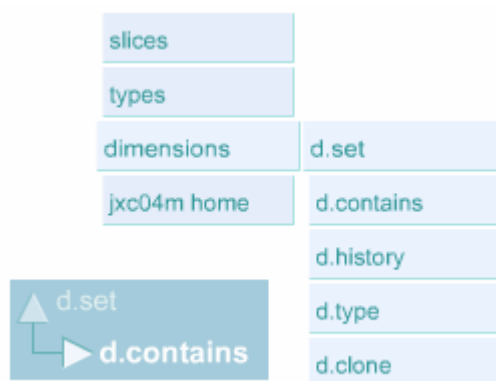 slices
types
dimensions d.set
jxc04m home d.contains
d.history
d.set d.type
d.contains d.clone